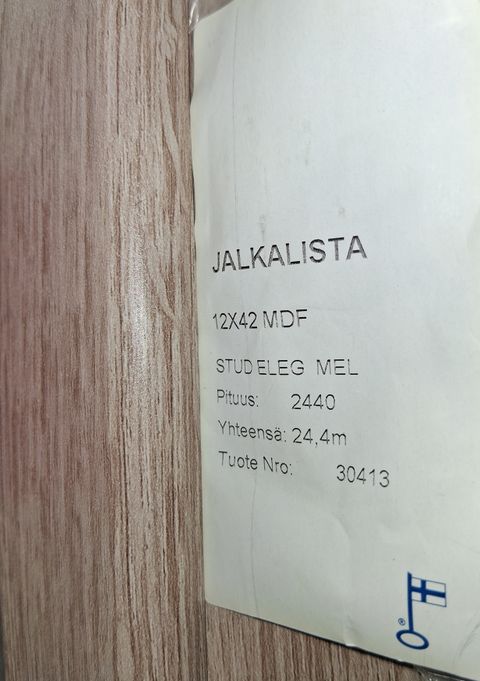 JALKALISTA
12X42 MDF
STUD ELEG MEL
Pituus: 2440
Yhteensä: 24,4m
Tuote Nro: 30413
®